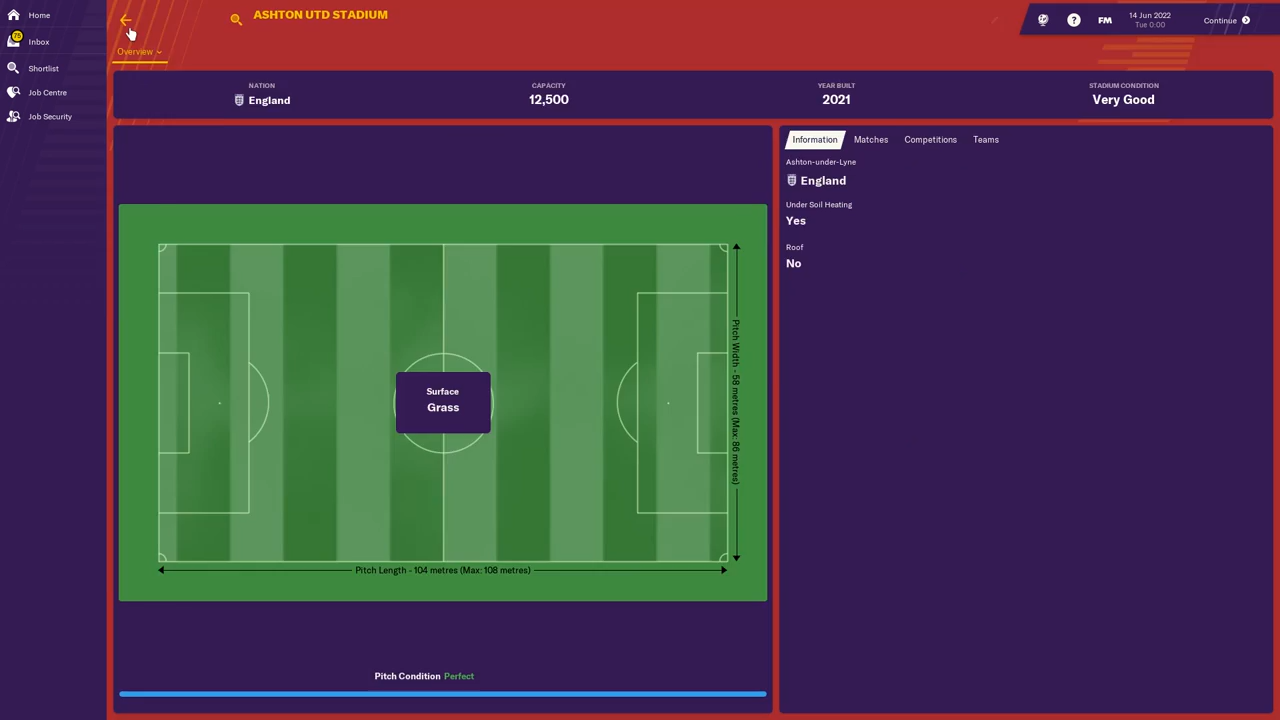 Home
75
Inbox
Shortlist
Job Centre
Job Security
ASHTON UTD STADIUM
Overview
?
FM
14 Jun 2022
Tue 0:00
Continue
NATION
England
CAPACITY
12,500
YEAR BUILT
2021
STADIUM CONDITION
Very Good
Surface
Grass
Pitch Width - 58 metres (Max: 86 metres)
Pitch Length - 104 metres (Max: 108 metres)
Pitch Condition Perfect
Information Matches Competitions Teams
Ashton-under-Lyne
England
Under Soil Heating
Yes
Roof
No